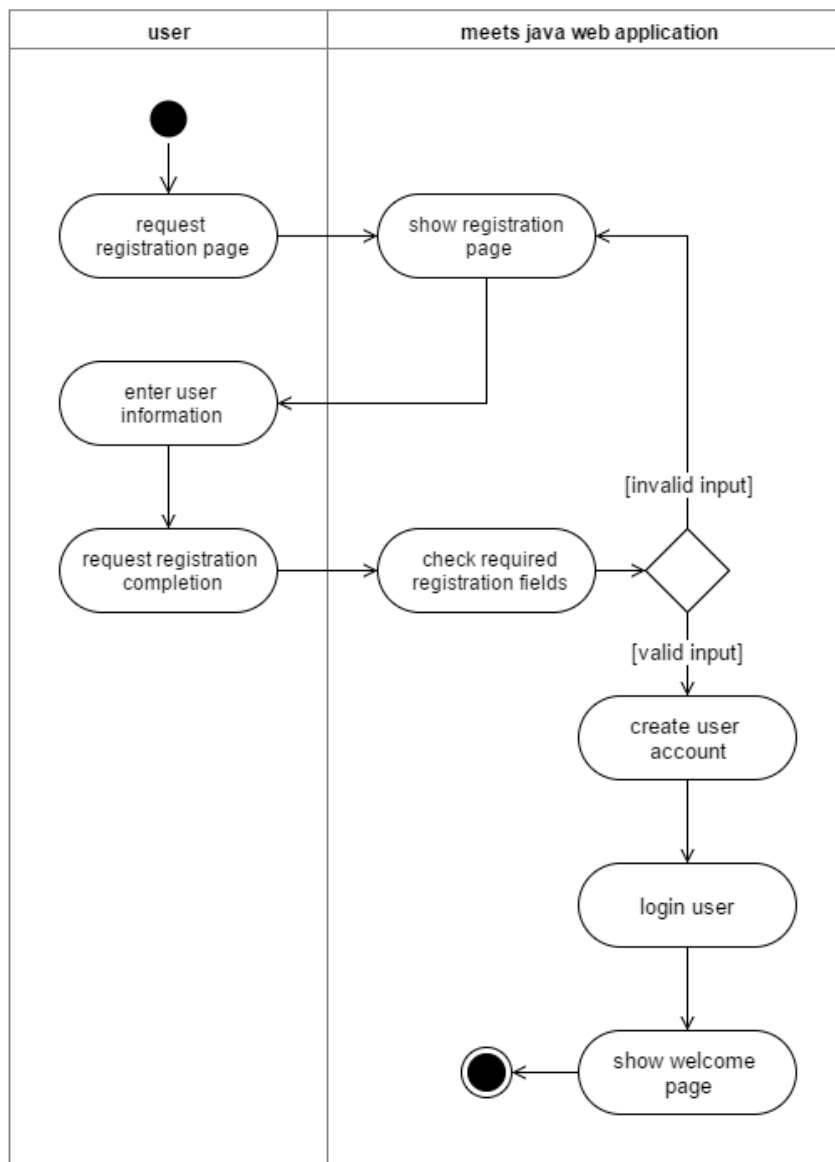 user
meets java web application
request
registration page
show registration
page
enter user
information
[invalid input]
request registration
completion
check required
registration fields
[valid input]
create user
account
login user
show welcome
page